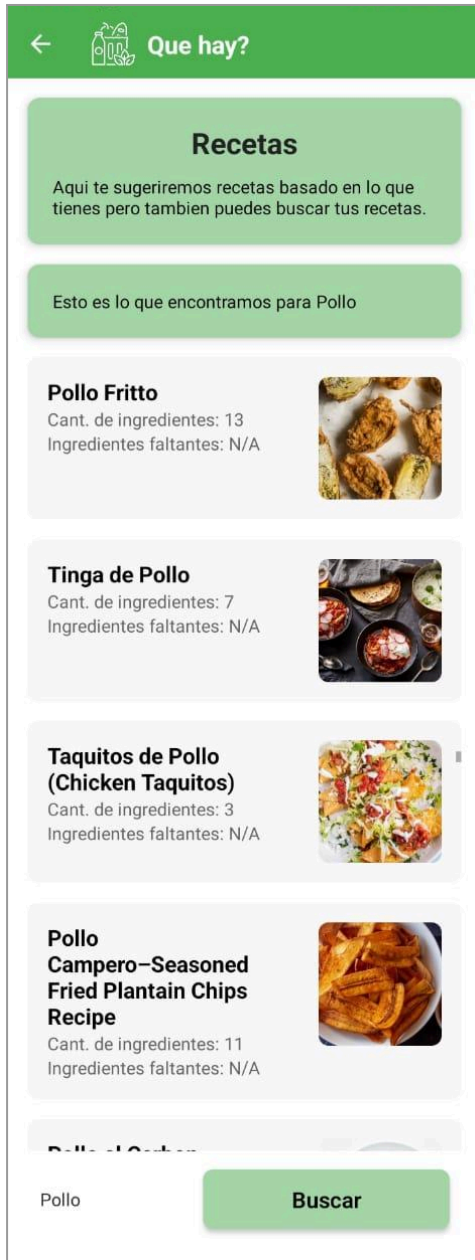 Que hay?
Recetas
Aqui te sugeriremos recetas basado en lo que
tienes pero tambien puedes buscar tus recetas.
Esto es lo que encontramos para Pollo
Pollo Fritto
Cant. de ingredientes: 13
Ingredientes faltantes: N/A
Tinga de Pollo
Cant. de ingredientes: 7
Ingredientes faltantes: N/A
Taquitos de Pollo
(Chicken Taquitos)
Cant. de ingredientes: 3
Ingredientes faltantes: N/A
Pollo
Campero–Seasoned
Fried Plantain Chips
Recipe
Cant. de ingredientes: 11
Ingredientes faltantes: N/A
Pollo al Carbon
Pollo
Buscar